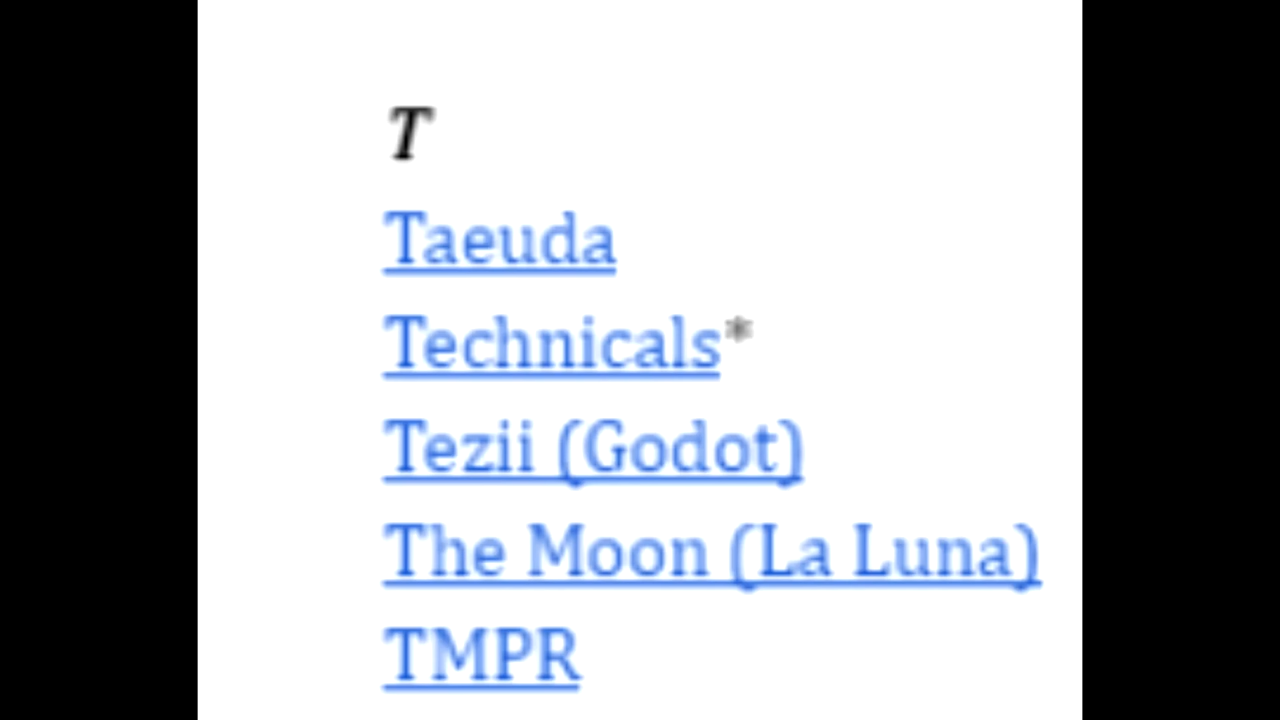 T
Taeuda
Technicals*
Tezii (Godot)
The Moon (La Luna)
TMPR